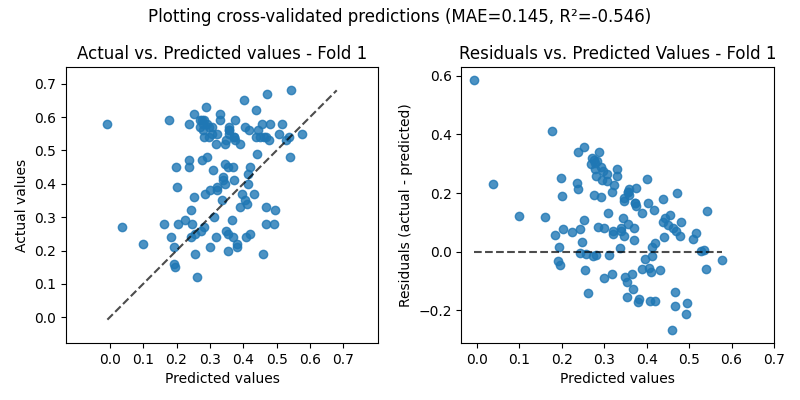 Plotting cross-validated predictions (MAE=0.145, R²=-0.546)
Actual vs. Predicted values - Fold 1
Residuals vs. Predicted Values - Fold 1
Actual values
0.7
0.6
0.5
0.4
0.3
0.2
0.1
0.0
0.0 0.1 0.2 0.3 0.4 0.5 0.6 0.7
Predicted values
Residuals (actual - predicted)
0.6
0.4
0.2
0.0
−0.2
0.0 0.1 0.2 0.3 0.4 0.5 0.6 0.7
Predicted values